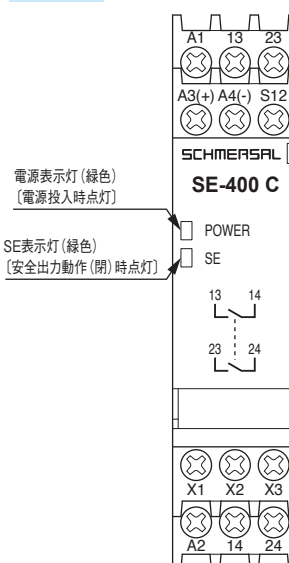 A1 13 23
A3(+) A4(-) S12
SCHMERSAL
SE-400 C
電源表示灯(緑色)
〔電源投入時点灯〕
POWER
SE表示灯(緑色)
〔安全出力動作(閉)時点灯〕
SE
13 14
23 24
X1 X2 X3
A2 14 24